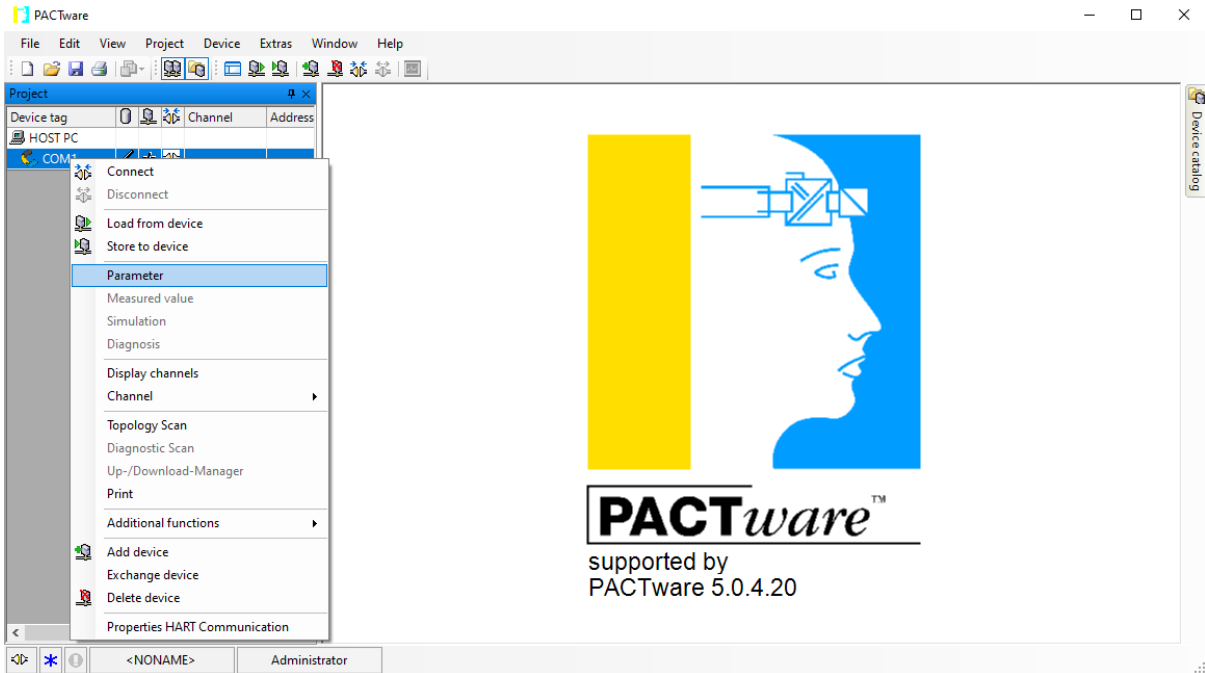 PACTware
File Edit View Project Device Extras Window Help
Project
Device tag Channel Address
HOST PC
COM1
Connect
Disconnect
Load from device
Store to device
Parameter
Measured value
Simulation
Diagnosis
Display channels
Channel
Topology Scan
Diagnostic Scan
Up-/Download-Manager
Print
Additional functions
Add device
Exchange device
Delete device
Properties HART Communication
PACTware™
supported by
PACTware 5.0.4.20
Device catalog
<NONAME> Administrator